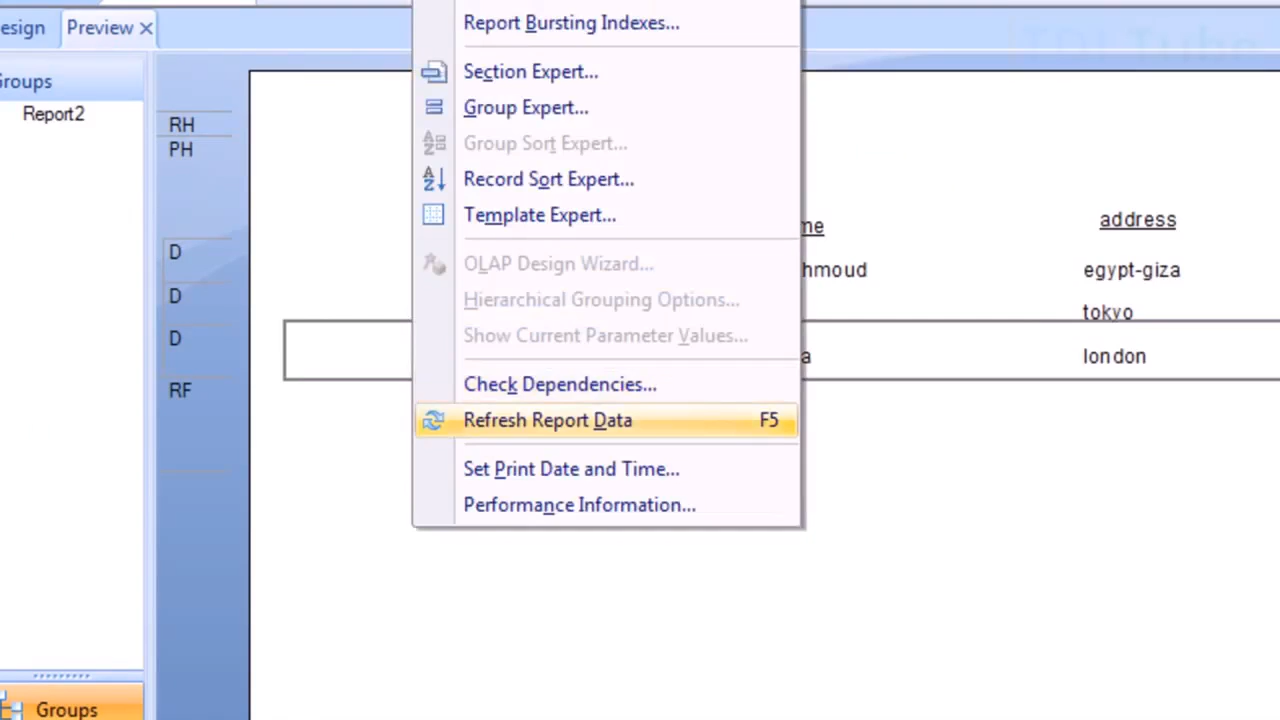 esign
Preview
Groups
Report2
RH
PH
D
D
D
RF
Groups
Report Bursting Indexes...
Section Expert...
Group Expert...
Group Sort Expert...
Record Sort Expert...
Template Expert...
OLAP Design Wizard...
Hierarchical Grouping Options...
Show Current Parameter Values...
Check Dependencies...
Refresh Report Data F5
Set Print Date and Time...
Performance Information...
me address
hmoud egypt-giza
tokyo
a london